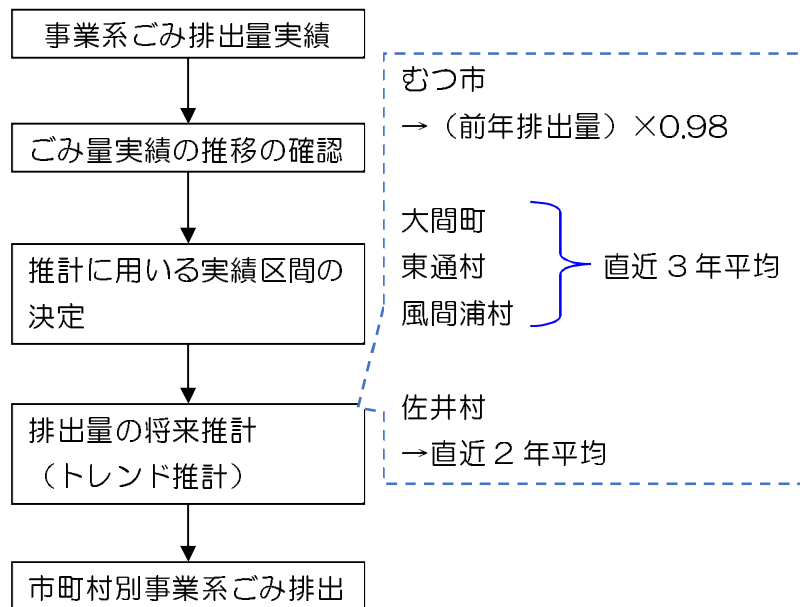 事業系ごみ排出量実績
ごみ量実績の推移の確認
推計に用いる実績区間の
決定
排出量の将来推計
（トレンド推計）
市町村別事業系ごみ排出
むつ市
→（前年排出量）×0.98
大間町
東通村
風間浦村
直近３年平均
佐井村
→直近２年平均